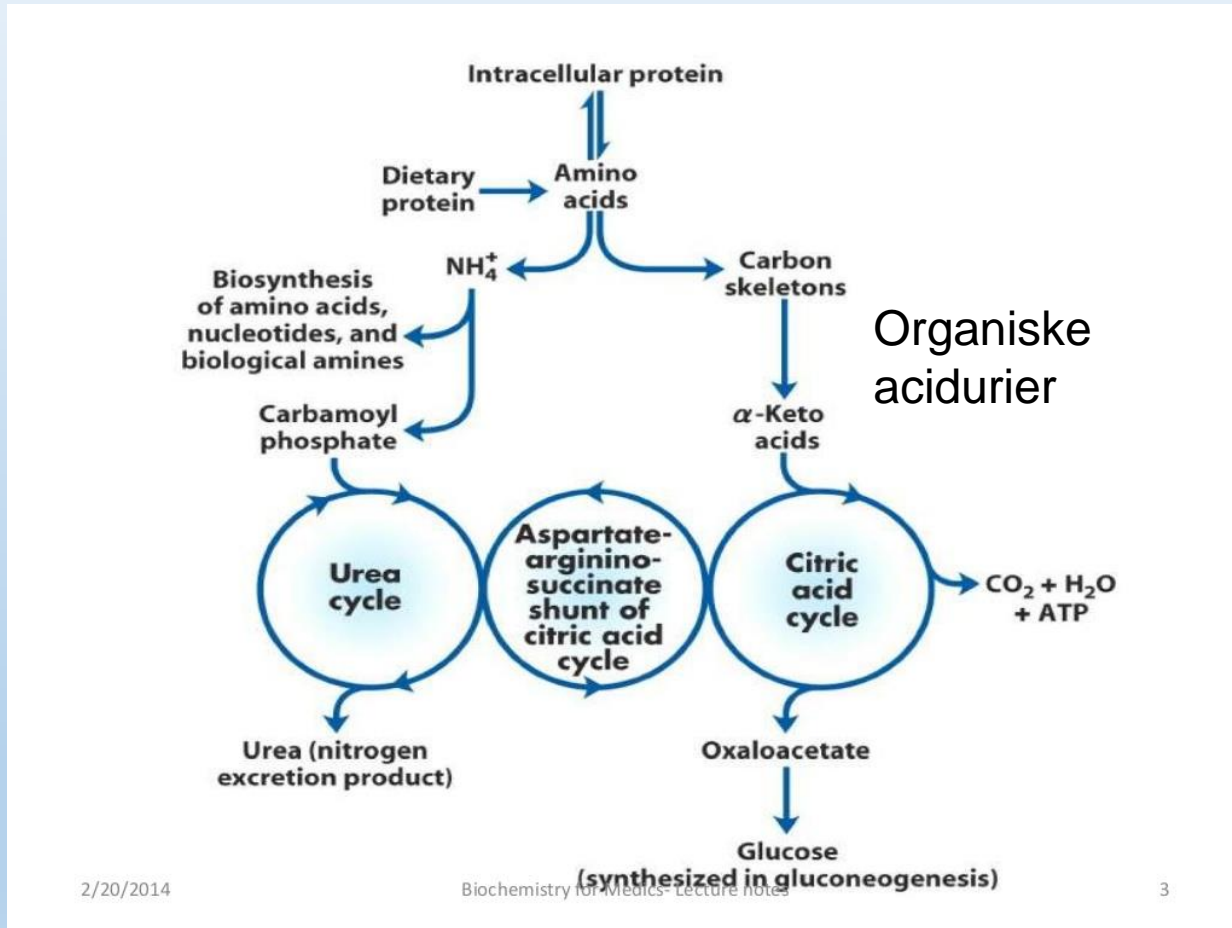 Intracellular protein
Dietary
protein
Amino
acids
NH₄⁺
Carbon
skeletons
Biosynthesis
of amino acids,
nucleotides, and
biological amines
Organiske
acidurier
Carbamoyl
phosphate
α-Keto
acids
Urea
cycle
Aspartate-
arginino-
succinate
shunt of
citric acid
cycle
Citric
acid
cycle
CO₂ + H₂O
+ ATP
Urea (nitrogen
excretion product)
Oxaloacetate
Glucose
(synthesized in gluconeogenesis)
2/20/2014
Biochemistry for Medics- Lecture notes
3